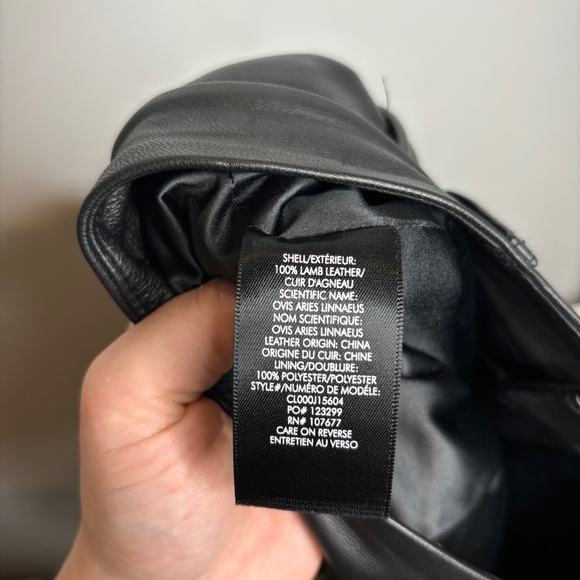 SHELL/EXTÉRIEUR:
100% LAMB LEATHER/
CUIR D'AGNEAU
SCIENTIFIC NAME:
OVIS ARIES LINNAEUS
NOM SCIENTIFIQUE:
OVIS ARIES LINNAEUS
LEATHER ORIGIN: CHINA
ORIGINE DU CUIR: CHINE
LINING/DOUBLURE:
100% POLYESTER/POLYESTER
STYLE#/NUMÉRO DE MODÉLE:
CL000J15604
PO# 123299
RN# 107677
CARE ON REVERSE
ENTRETIEN AU VERSO